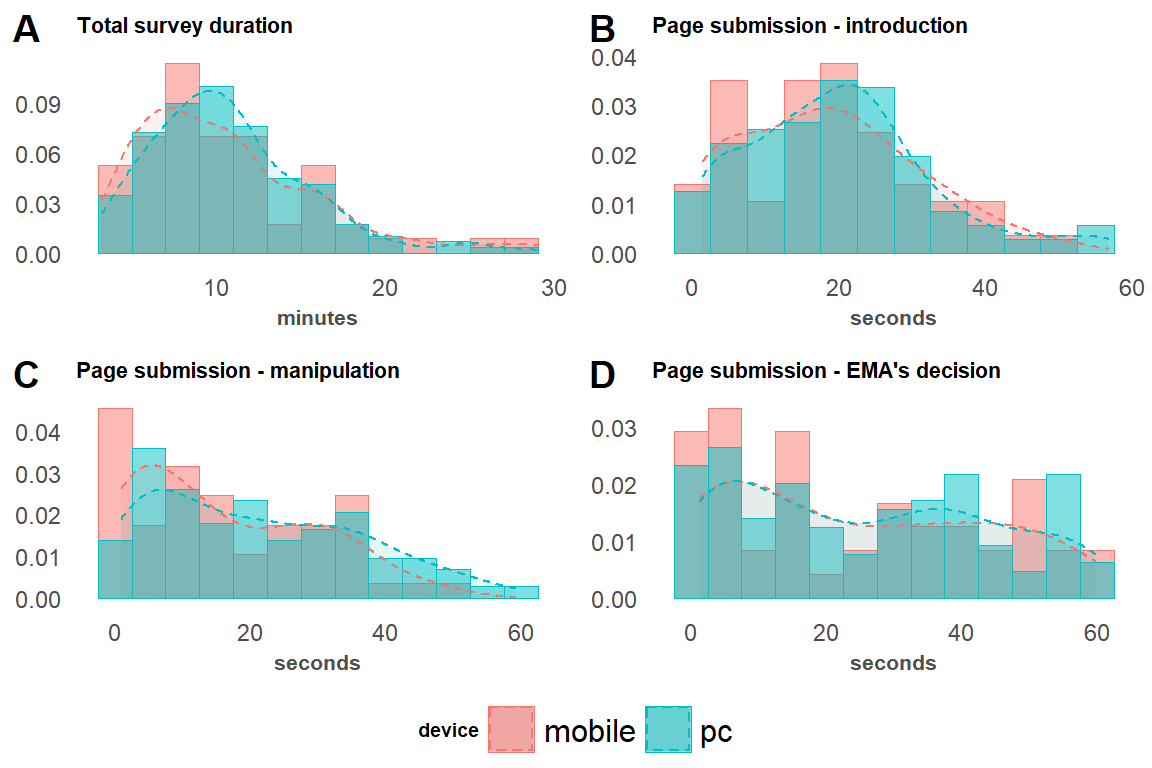 A Total survey duration
0.09
0.06
0.03
0.00
10 20 30
minutes
B Page submission - introduction
0.04
0.03
0.02
0.01
0.00
0 20 40 60
seconds
C Page submission - manipulation
0.04
0.03
0.02
0.01
0.00
0 20 40 60
seconds
D Page submission - EMA's decision
0.03
0.02
0.01
0.00
0 20 40 60
seconds
device mobile pc